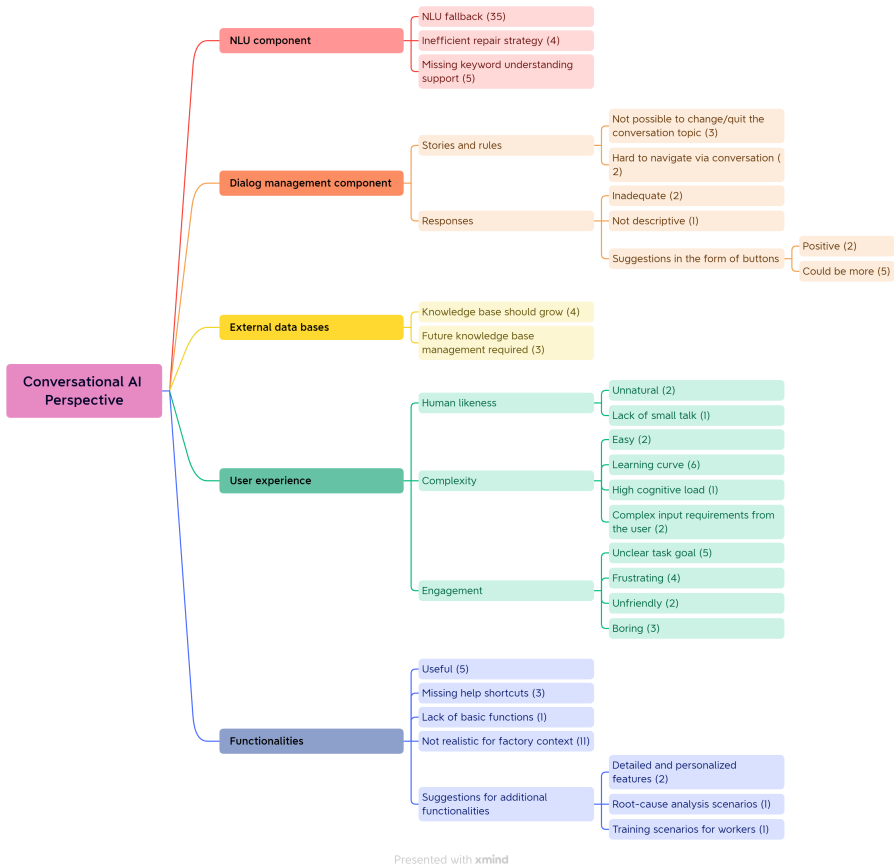 Conversational AI
Perspective
NLU component
NLU fallback (35)
Inefficient repair strategy (4)
Missing keyword understanding
support (5)
Dialog management component
Stories and rules
Not possible to change/quit the
conversation topic (3)
Hard to navigate via conversation (
2)
Responses
Inadequate (2)
Not descriptive (1)
Suggestions in the form of buttons
Positive (2)
Could be more (5)
External data bases
Knowledge base should grow (4)
Future knowledge base
management required (3)
User experience
Human likeness
Unnatural (2)
Lack of small talk (1)
Complexity
Easy (2)
Learning curve (6)
High cognitive load (1)
Complex input requirements from
the user (2)
Engagement
Unclear task goal (5)
Frustrating (4)
Unfriendly (2)
Boring (3)
Functionalities
Useful (5)
Missing help shortcuts (3)
Lack of basic functions (1)
Not realistic for factory context (11)
Suggestions for additional
functionalities
Detailed and personalized
features (2)
Root-cause analysis scenarios (1)
Training scenarios for workers (1)
Presented with xmind